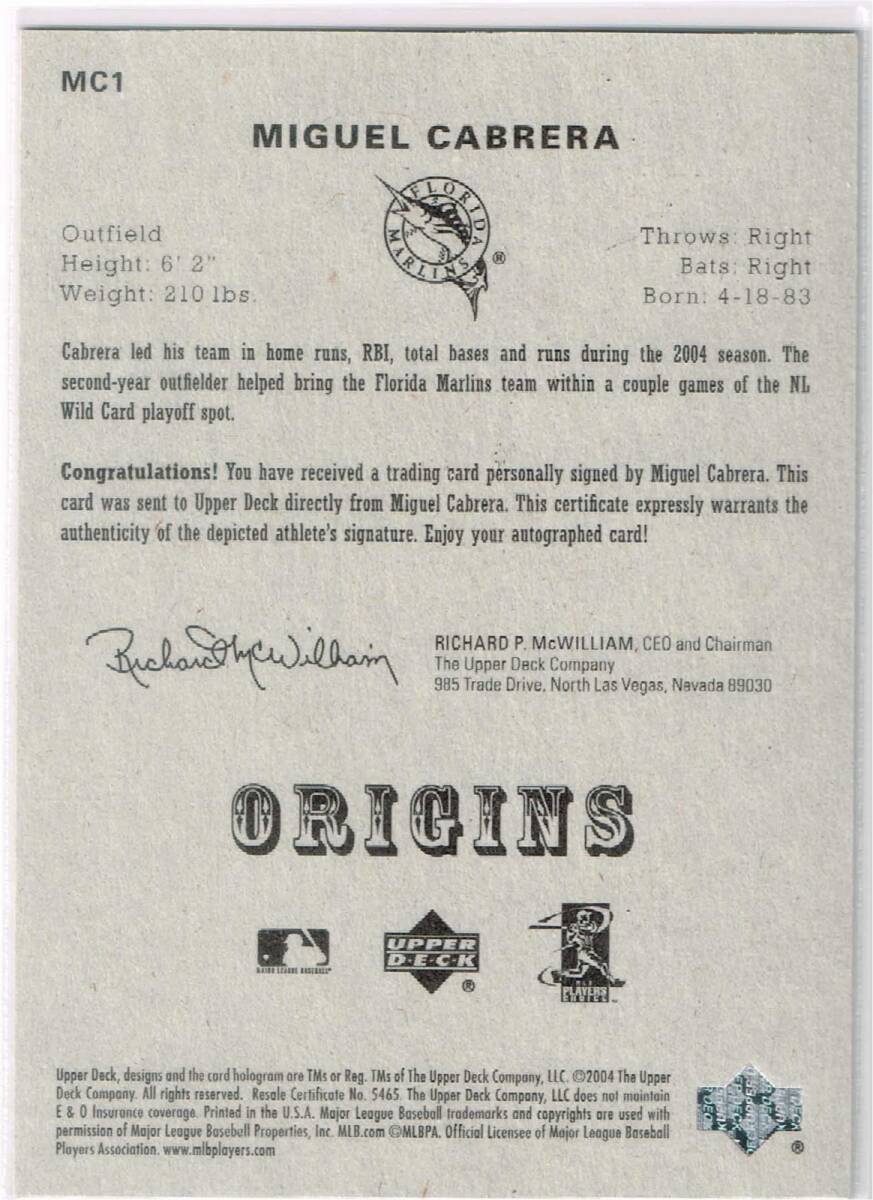 MC1
MIGUEL CABRERA
FLORIDA MARLINS ®
Outfield
Height: 6' 2"
Weight: 210 lbs.
Throws: Right
Bats: Right
Born: 4-18-83
Cabrera led his team in home runs, RBI, total bases and runs during the 2004 season. The
second-year outfielder helped bring the Florida Marlins team within a couple games of the NL
Wild Card playoff spot.
Congratulations! You have received a trading card personally signed by Miguel Cabrera. This
card was sent to Upper Deck directly from Miguel Cabrera. This certificate expressly warrants the
authenticity of the depicted athlete's signature. Enjoy your autographed card!
Richard McWilliam
RICHARD P. McWILLIAM, CEO and Chairman
The Upper Deck Company
985 Trade Drive, North Las Vegas, Nevada 89030
ORIGINS
MAJOR LEAGUE BASEBALL
UPPER
D·E·C·K
®
PLAYERS
CHOICE
Upper Deck, designs and the card hologram are TMs or Reg. TMs of The Upper Deck Company, LLC. ©2004 The Upper
Deck Company. All rights reserved. Resale Certificate No. 5465. The Upper Deck Company, LLC does not maintain
E & O Insurance coverage. Printed in the U.S.A. Major League Baseball trademarks and copyrights are used with
permission of Major League Baseball Properties, Inc. MLB.com ©MLBPA. Official Licensee of Major League Baseball
Players Association. www.mlbplayers.com
®